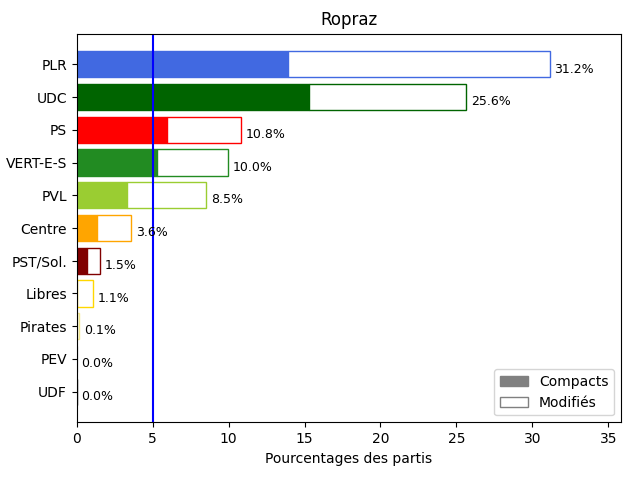 Ropraz
PLR 31.2%
UDC 25.6%
PS 10.8%
VERT-E-S 10.0%
PVL 8.5%
Centre 3.6%
PST/Sol. 1.5%
Libres 1.1%
Pirates 0.1%
PEV 0.0%
UDF 0.0%
Compacts
Modifiés
0 5 10 15 20 25 30 35
Pourcentages des partis